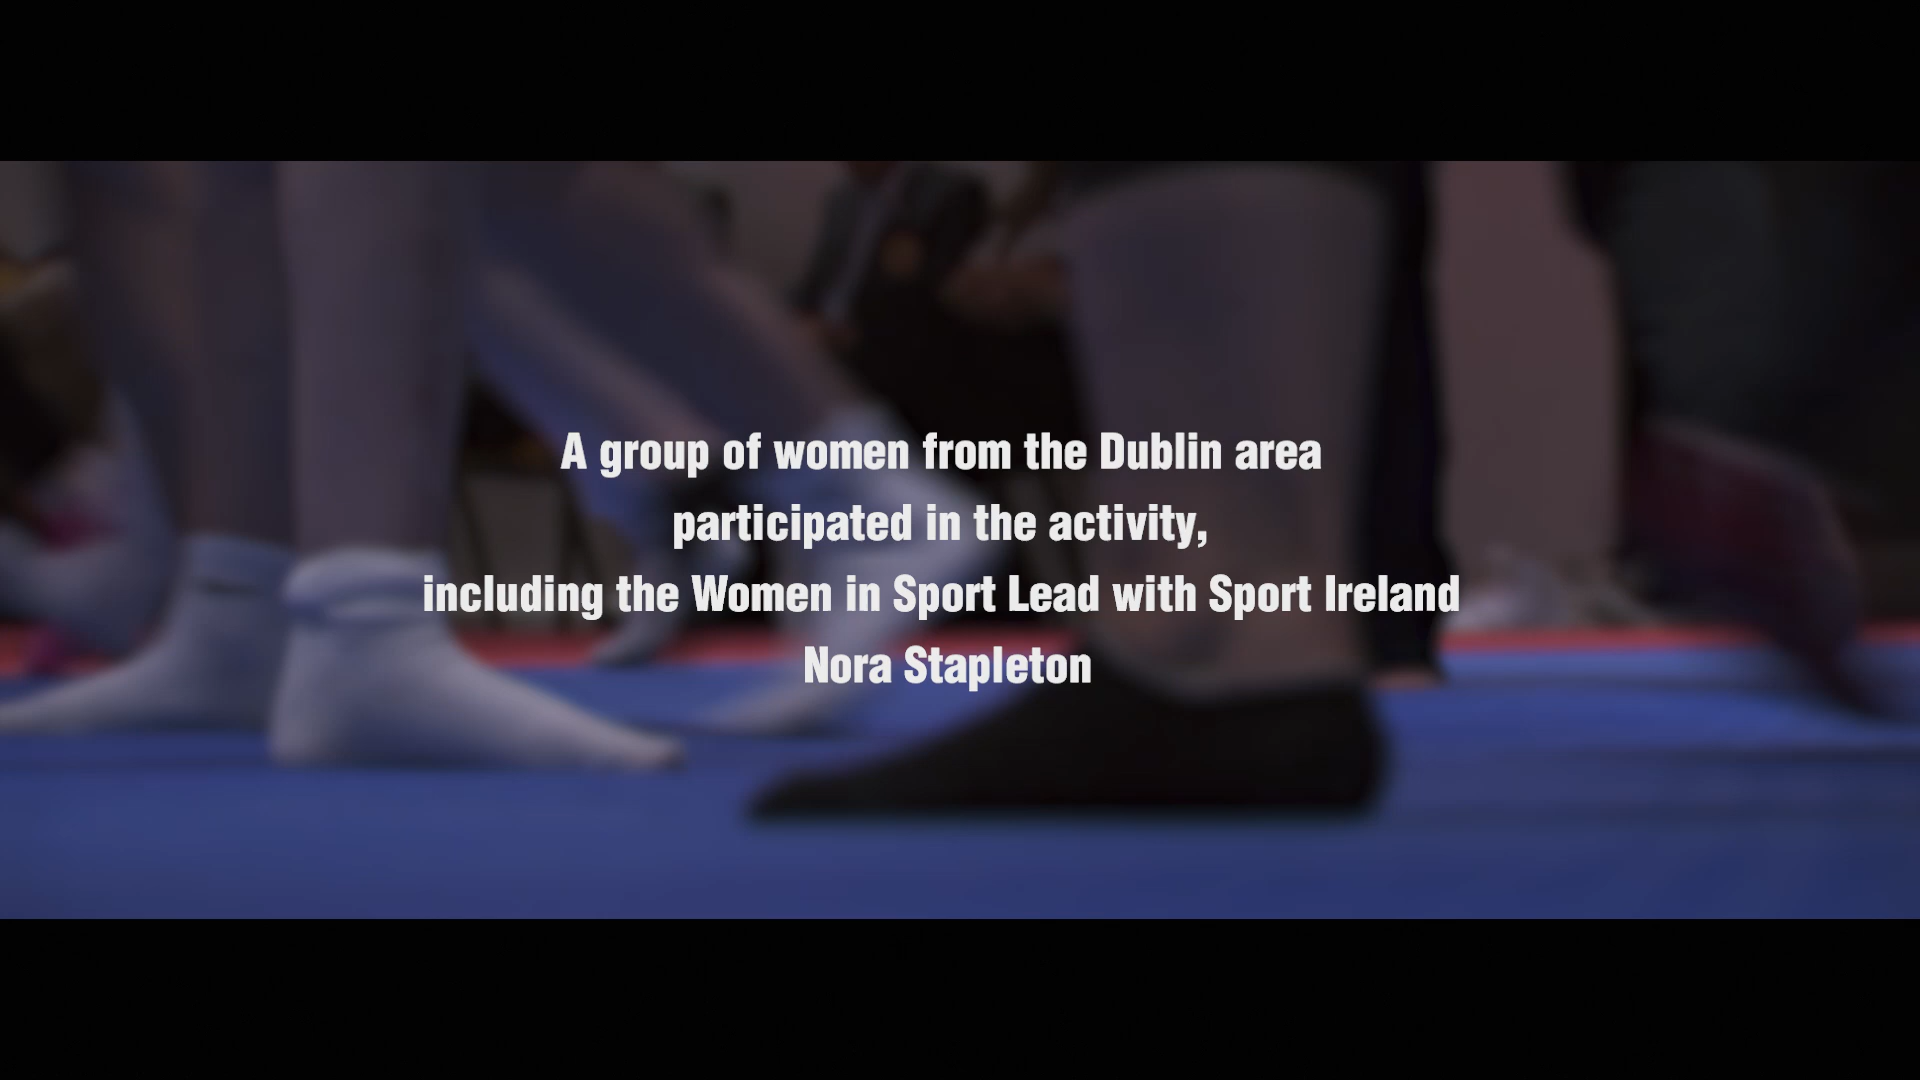 A group of women from the Dublin area
participated in the activity,
including the Women in Sport Lead with Sport Ireland
Nora Stapleton